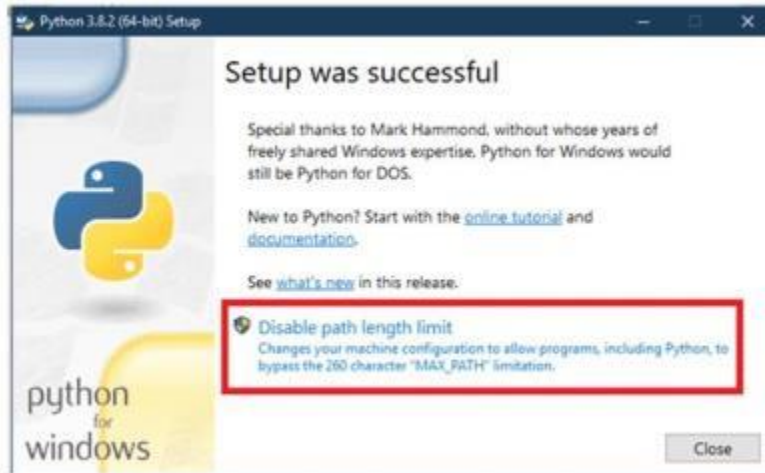 Python 3.8.2 (64-bit) Setup
Setup was successful
Special thanks to Mark Hammond, without whose years of
freely shared Windows expertise, Python for Windows would
still be Python for DOS.
New to Python? Start with the online tutorial and
documentation.
See what's new in this release.
Disable path length limit
Changes your machine configuration to allow programs, including Python, to
bypass the 260 character "MAX_PATH" limitation.
python
for
windows
Close